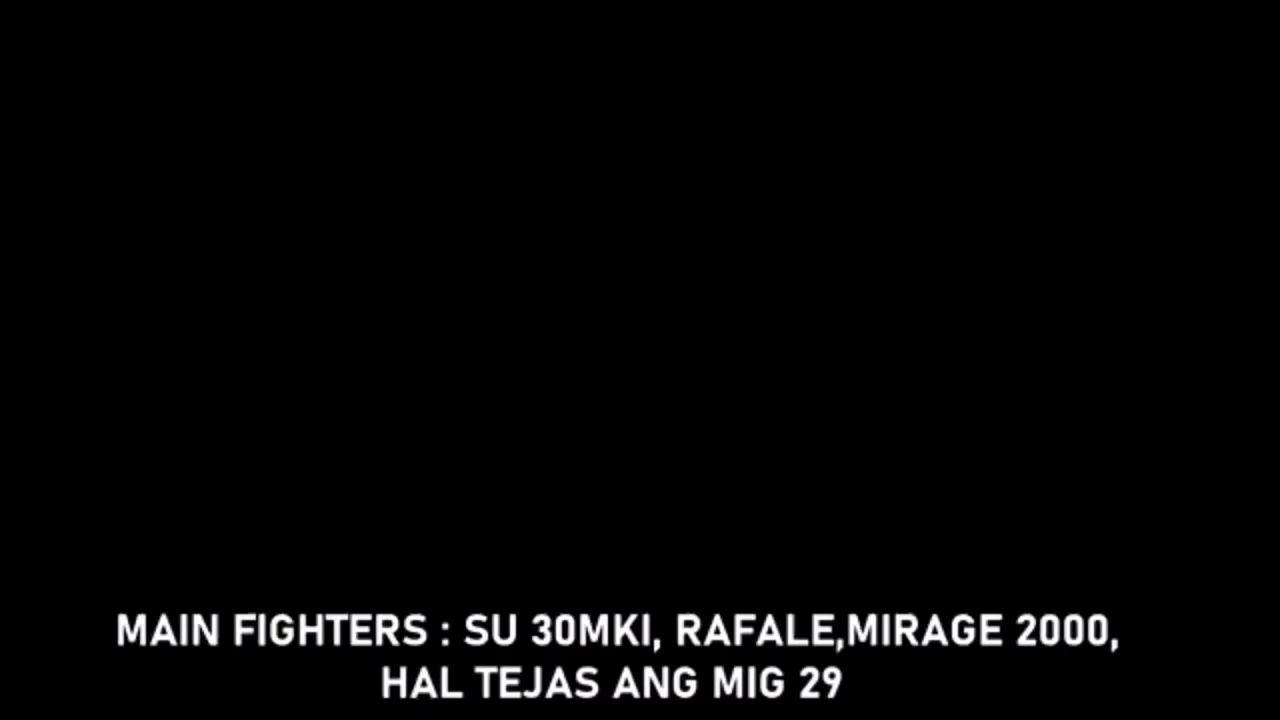 MAIN FIGHTERS : SU 30MKI, RAFALE,MIRAGE 2000,
HAL TEJAS ANG MIG 29